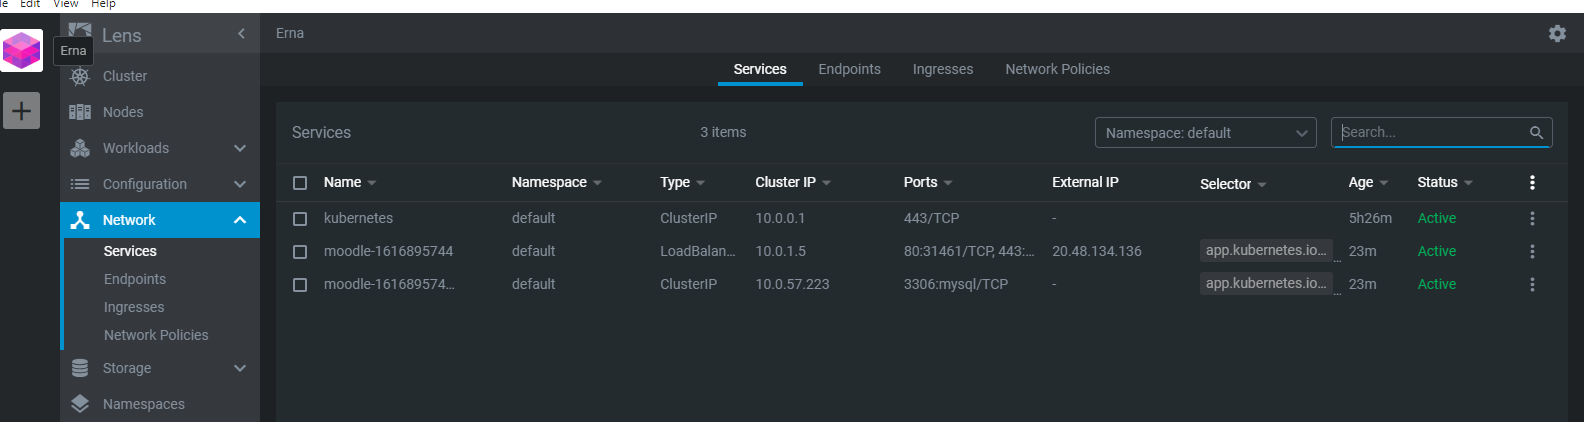 Edit View Help
Lens
Erna
Erna
Cluster
Nodes
Workloads
Configuration
Network
Services
Endpoints
Ingresses
Network Policies
Storage
Namespaces
Services Endpoints Ingresses Network Policies
Services 3 items Namespace: default Search...
Name Namespace Type Cluster IP Ports External IP Selector Age Status
kubernetes default ClusterIP 10.0.0.1 443/TCP - 5h26m Active
moodle-1616895744 default LoadBalan... 10.0.1.5 80:31461/TCP, 443:... 20.48.134.136 app.kubernetes.io... ... 23m Active
moodle-161689574... default ClusterIP 10.0.57.223 3306:mysql/TCP - app.kubernetes.io... ... 23m Active